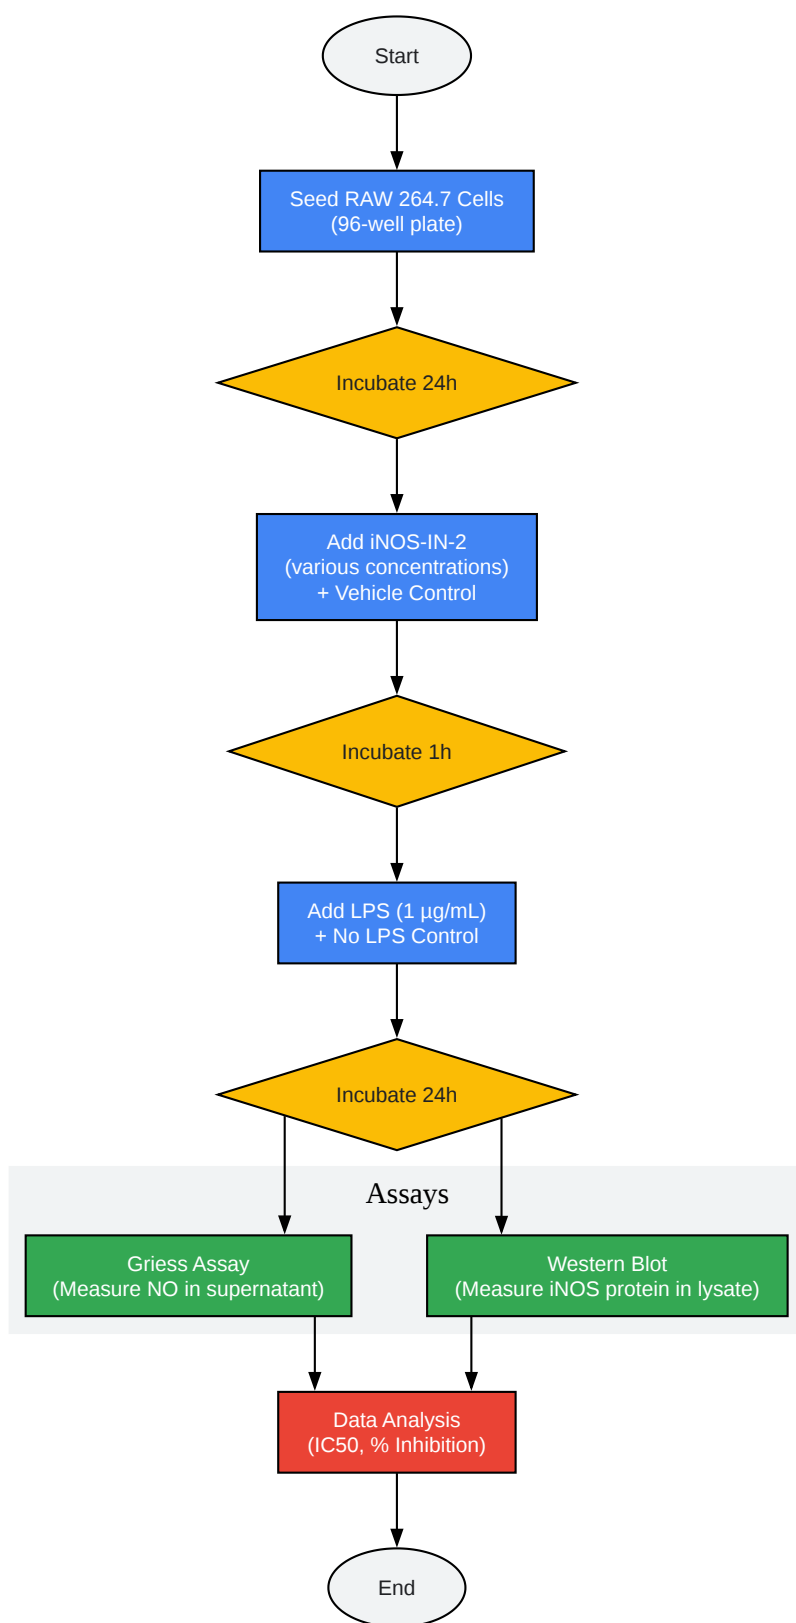 Start
Seed RAW 264.7 Cells
(96-well plate)
Incubate 24h
Add iNOS-IN-2
(various concentrations)
+ Vehicle Control
Incubate 1h
Add LPS (1 µg/mL)
+ No LPS Control
Incubate 24h
Assays
Griess Assay
(Measure NO in supernatant)
Western Blot
(Measure iNOS protein in lysate)
Data Analysis
(IC50, % Inhibition)
End